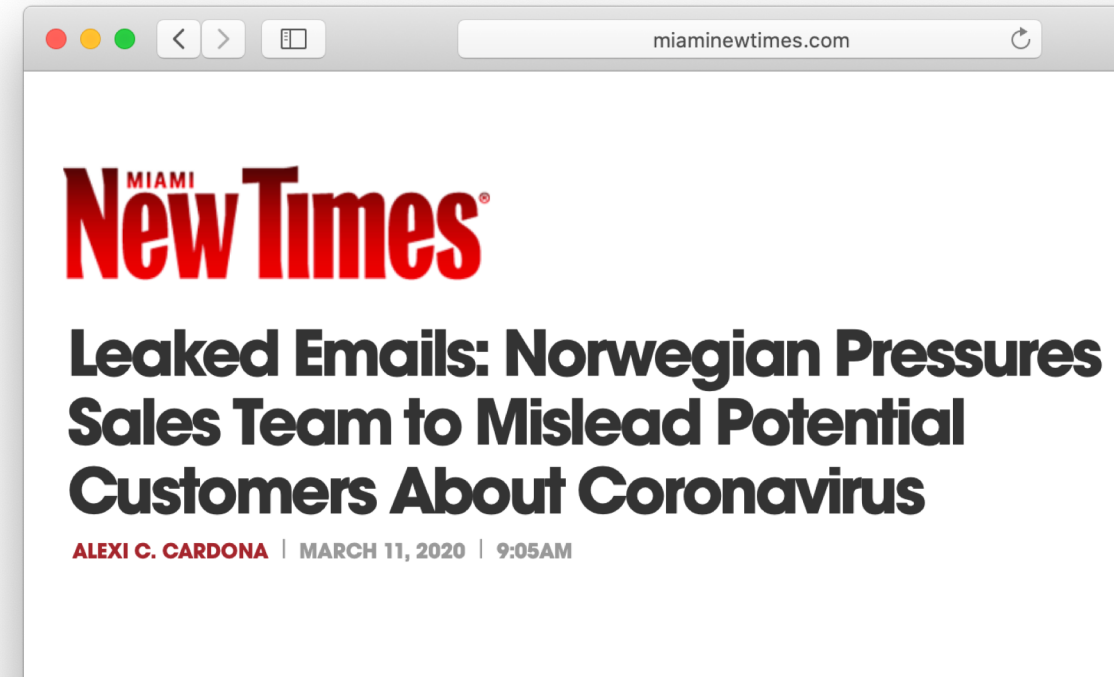 miaminewtimes.com
MIAMI
New Times®
Leaked Emails: Norwegian Pressures
Sales Team to Mislead Potential
Customers About Coronavirus
ALEXI C. CARDONA | MARCH 11, 2020 | 9:05AM